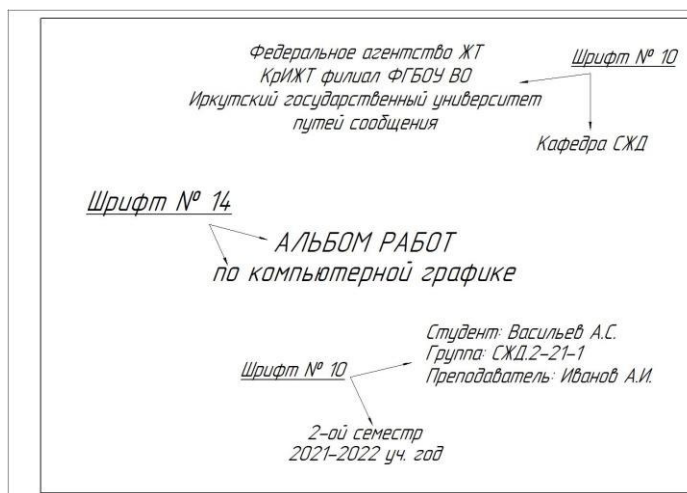 Федеральное агентство ЖТ
Шрифт № 10
КрИЖТ филиал ФГБОУ ВО
Иркутский государственный университет
путей сообщения
Кафедра СЖД
Шрифт № 14
АЛЬБОМ РАБОТ
по компьютерной графике
Студент: Васильев А.С.
Группа: СЖД.2-21-1
Шрифт № 10
Преподаватель: Иванов А.И.
2-ой семестр
2021-2022 уч. год